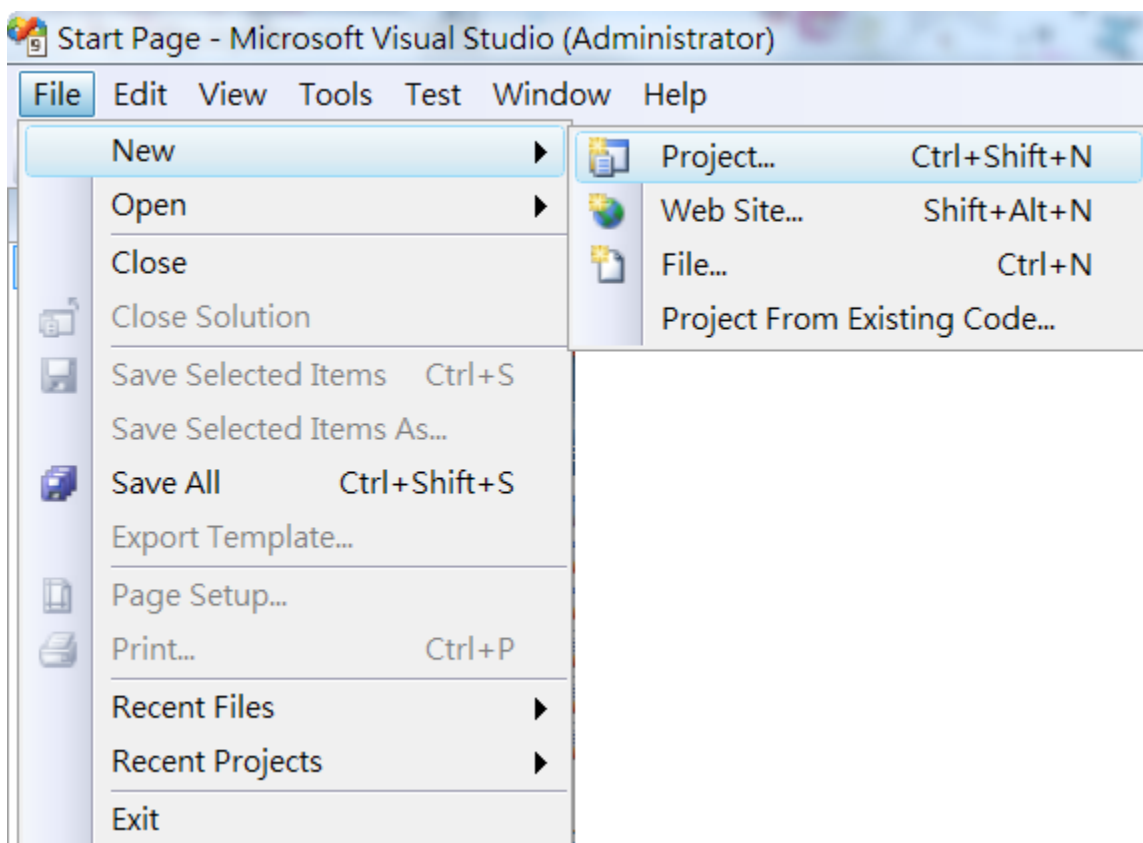 Start Page - Microsoft Visual Studio (Administrator)
File Edit View Tools Test Window Help
New
Open
Close
Close Solution
Save Selected Items Ctrl+S
Save Selected Items As...
Save All Ctrl+Shift+S
Export Template...
Page Setup...
Print... Ctrl+P
Recent Files
Recent Projects
Exit
Project... Ctrl+Shift+N
Web Site... Shift+Alt+N
File... Ctrl+N
Project From Existing Code...